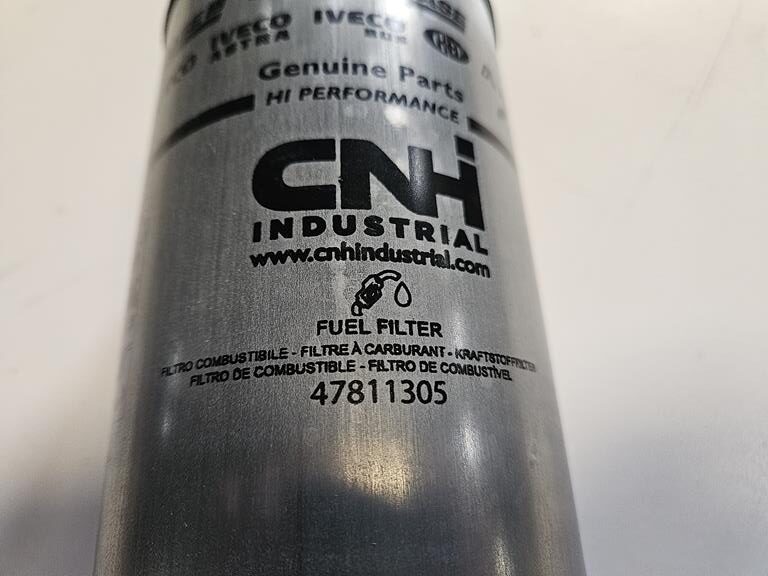 IVECO IVECO
ASTRA BUS
Genuine Parts
HI PERFORMANCE
CNH
INDUSTRIAL
www.cnhindustrial.com
FUEL FILTER
FILTRO COMBUSTIBILE - FILTRE À CARBURANT - KRAFTSTOFFFILTER
FILTRO DE COMBUSTIBLE - FILTRO DE COMBUSTÍVEL
47811305